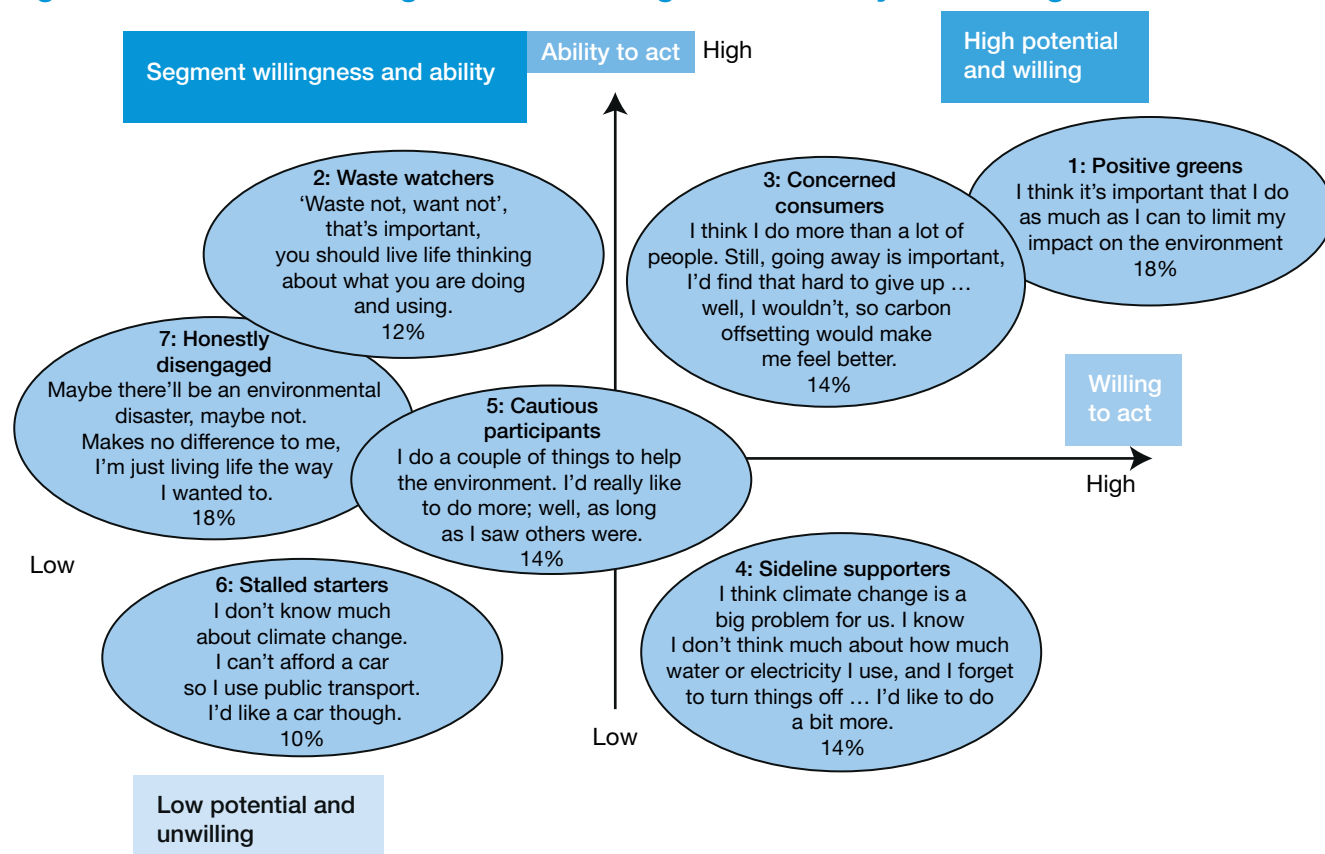 Segment willingness and ability
Ability to act
High
High potential
and willing
1: Positive greens
I think it's important that I do
as much as I can to limit my
impact on the environment
18%
2: Waste watchers
‘Waste not, want not’,
that's important,
you should live life thinking
about what you are doing
and using.
12%
3: Concerned
consumers
I think I do more than a lot of
people. Still, going away is important,
I'd find that hard to give up …
well, I wouldn't, so carbon
offsetting would make
me feel better.
14%
7: Honestly
disengaged
Maybe there'll be an environmental
disaster, maybe not.
Makes no difference to me,
I'm just living life the way
I wanted to.
18%
Willing
to act
5: Cautious
participants
I do a couple of things to help
the environment. I'd really like
to do more; well, as long
as I saw others were.
14%
High
Low
6: Stalled starters
I don't know much
about climate change.
I can't afford a car
so I use public transport.
I'd like a car though.
10%
4: Sideline supporters
I think climate change is a
big problem for us. I know
I don't think much about how much
water or electricity I use, and I forget
to turn things off … I'd like to do
a bit more.
14%
Low
Low potential and
unwilling